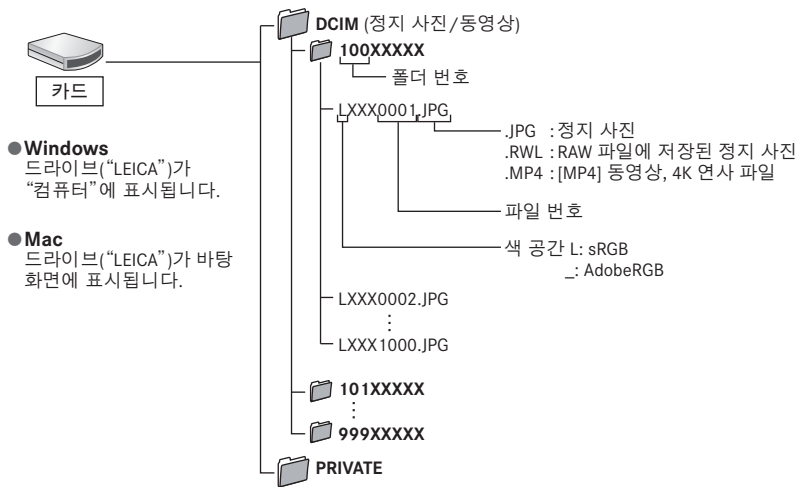 카드
●Windows
드라이브(“LEICA”)가
“컴퓨터”에 표시됩니다.
●Mac
드라이브(“LEICA”)가 바탕
화면에 표시됩니다.
DCIM (정지 사진/동영상)
100XXXXX
폴더 번호
LXXX0001.JPG
.JPG : 정지 사진
.RWL : RAW 파일에 저장된 정지 사진
.MP4 : [MP4] 동영상, 4K 연사 파일
파일 번호
색 공간 L: sRGB
_: AdobeRGB
LXXX0002.JPG
⋮
LXXX1000.JPG
101XXXXX
⋮
999XXXXX
PRIVATE